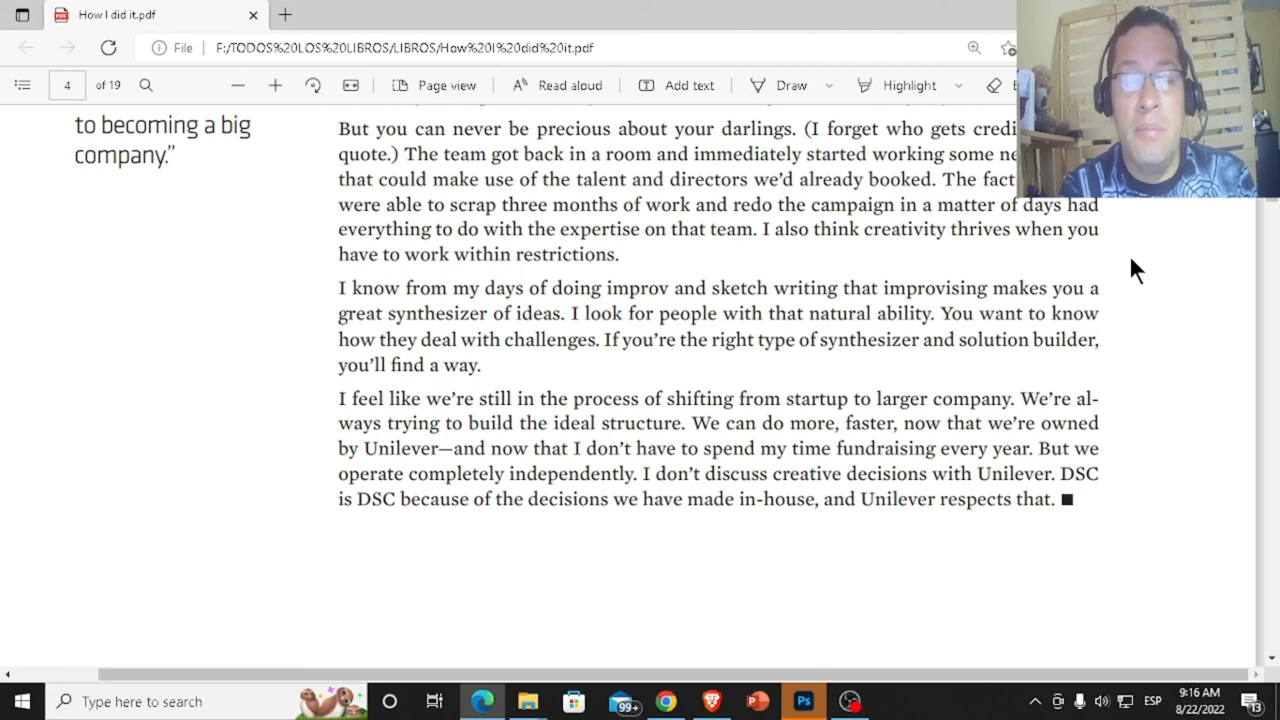 How I did it.pdf
File F:/TODOS%20LOS%20LIBROS/LIBROS/How%20I%20did%20it.pdf
4 of 19 Page view Read aloud Add text Draw Highlight
to becoming a big
company.”
But you can never be precious about your darlings. (I forget who gets
quote.) The team got back in a room and immediately started working some
that could make use of the talent and directors we’d already booked. The fact
were able to scrap three months of work and redo the campaign in a matter of days had
everything to do with the expertise on that team. I also think creativity thrives when you
have to work within restrictions.
I know from my days of doing improv and sketch writing that improvising makes you a
great synthesizer of ideas. I look for people with that natural ability. You want to know
how they deal with challenges. If you’re the right type of synthesizer and solution builder,
you’ll find a way.
I feel like we’re still in the process of shifting from startup to larger company. We’re al-
ways trying to build the ideal structure. We can do more, faster, now that we’re owned
by Unilever—and now that I don’t have to spend my time fundraising every year. But we
operate completely independently. I don’t discuss creative decisions with Unilever. DSC
is DSC because of the decisions we have made in-house, and Unilever respects that.
Type here to search
99+
Ps
ESP
9:16 AM
8/22/2022
13